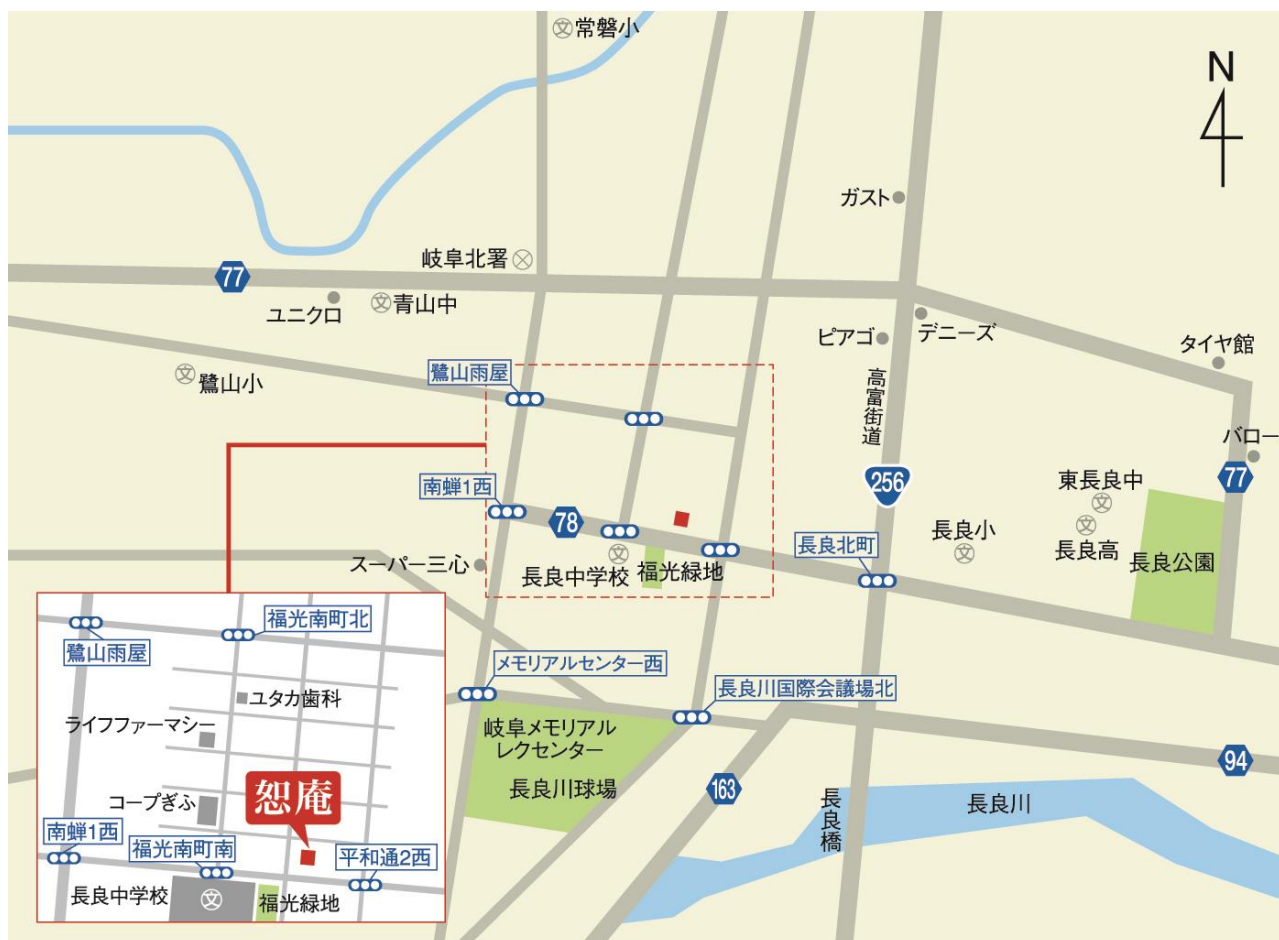 常磐小
N
ガスト
岐阜北署
77
ユニクロ
青山中
ピアゴ
デニーズ
タイヤ館
鷺山小
鷺山雨屋
高富街道
バロー
南蝉1西
78
256
東長良中
77
長良北町
長良小
長良高
長良公園
スーパー三心
長良中学校
福光緑地
メモリアルセンター西
長良川国際会議場北
岐阜メモリアル
レクセンター
長良川球場
163
94
長良橋
長良川
福光南町北
鷺山雨屋
ユタカ歯科
ライフファーマシー
コープぎふ
恕庵
南蝉1西
福光南町南
平和通2西
長良中学校
文
福光緑地
文
文
文
文
文
文
文